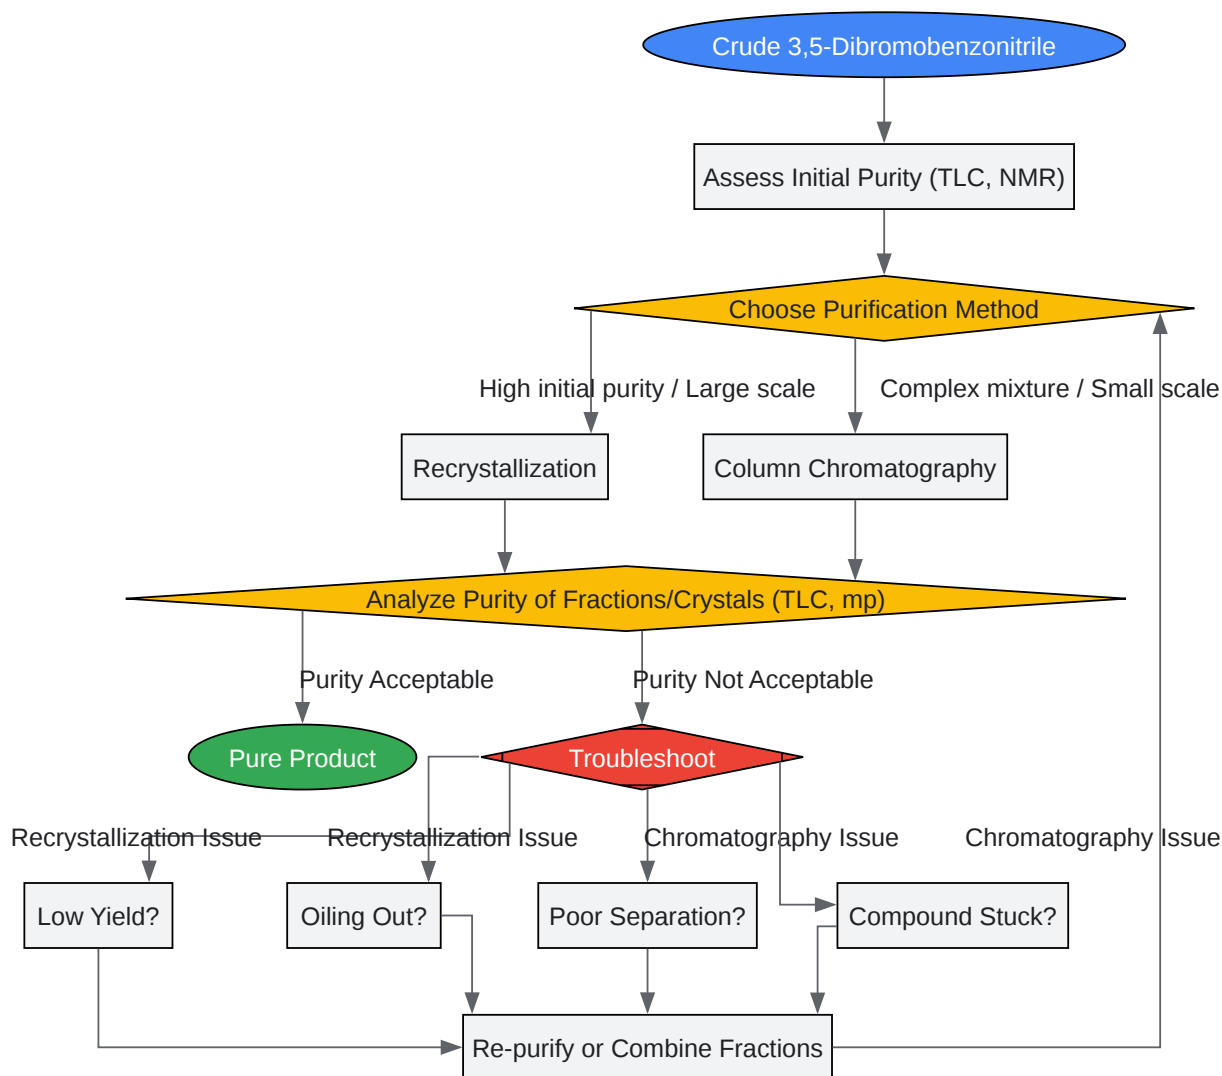 Crude 3,5-Dibromobenzonitrile
Assess Initial Purity (TLC, NMR)
Choose Purification Method
High initial purity / Large scale
Complex mixture / Small scale
Recrystallization
Column Chromatography
Analyze Purity of Fractions/Crystals (TLC, mp)
Purity Acceptable
Purity Not Acceptable
Pure Product
Troubleshoot
Recrystallization Issue
Recrystallization Issue
Chromatography Issue
Chromatography Issue
Low Yield?
Oiling Out?
Poor Separation?
Compound Stuck?
Re-purify or Combine Fractions